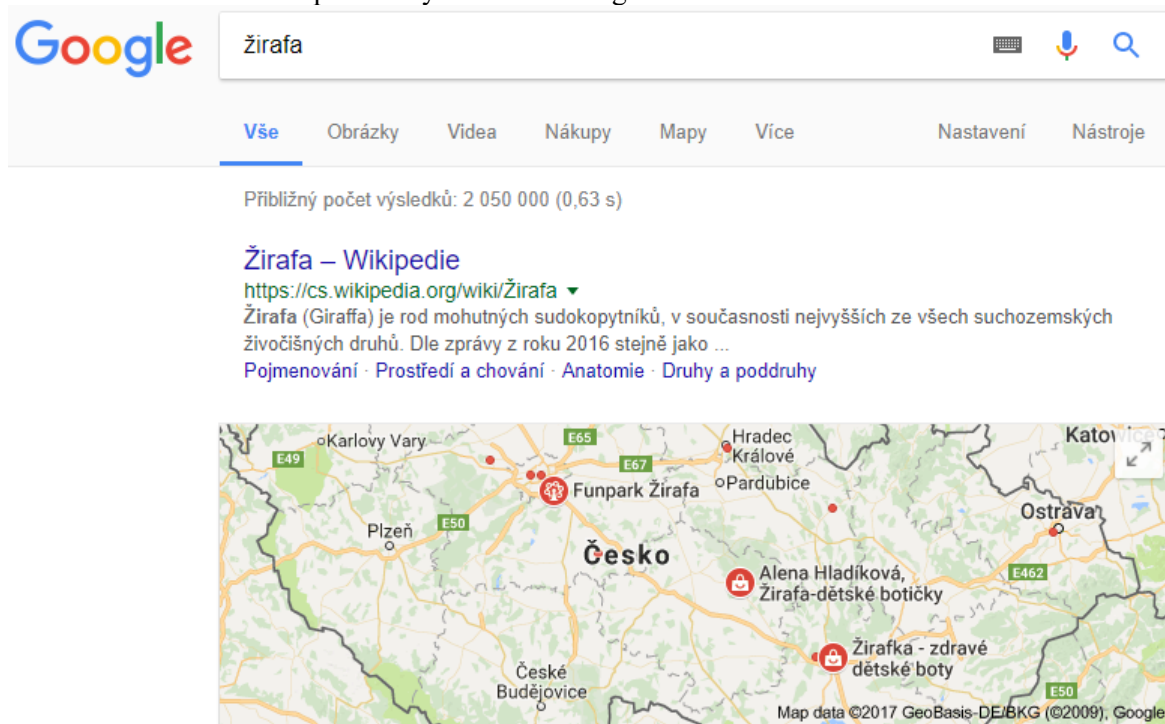 Google
žirafa
Vše Obrázky Videa Nákupy Mapy Více Nastavení Nástroje
Přibližný počet výsledků: 2 050 000 (0,63 s)
Žirafa – Wikipedie
https://cs.wikipedia.org/wiki/Žirafa
Žirafa (Giraffa) je rod mohutných sudokopytníků, v současnosti nejvyšších ze všech suchozemských
živočišných druhů. Dle zprávy z roku 2016 stejně jako ...
Pojmenování · Prostředí a chování · Anatomie · Druhy a poddruhy
Karlovy Vary
E65
Hradec
Králové
Katowice
E49
E67
Funpark Žirafa
Pardubice
Plzeň
E50
Ostrava
Česko
Alena Hladíková,
Žirafa-dětské botičky
E462
Žirafka - zdravé
dětské boty
České
Budějovice
E50
Map data ©2017 GeoBasis-DE/BKG (©2009), Google